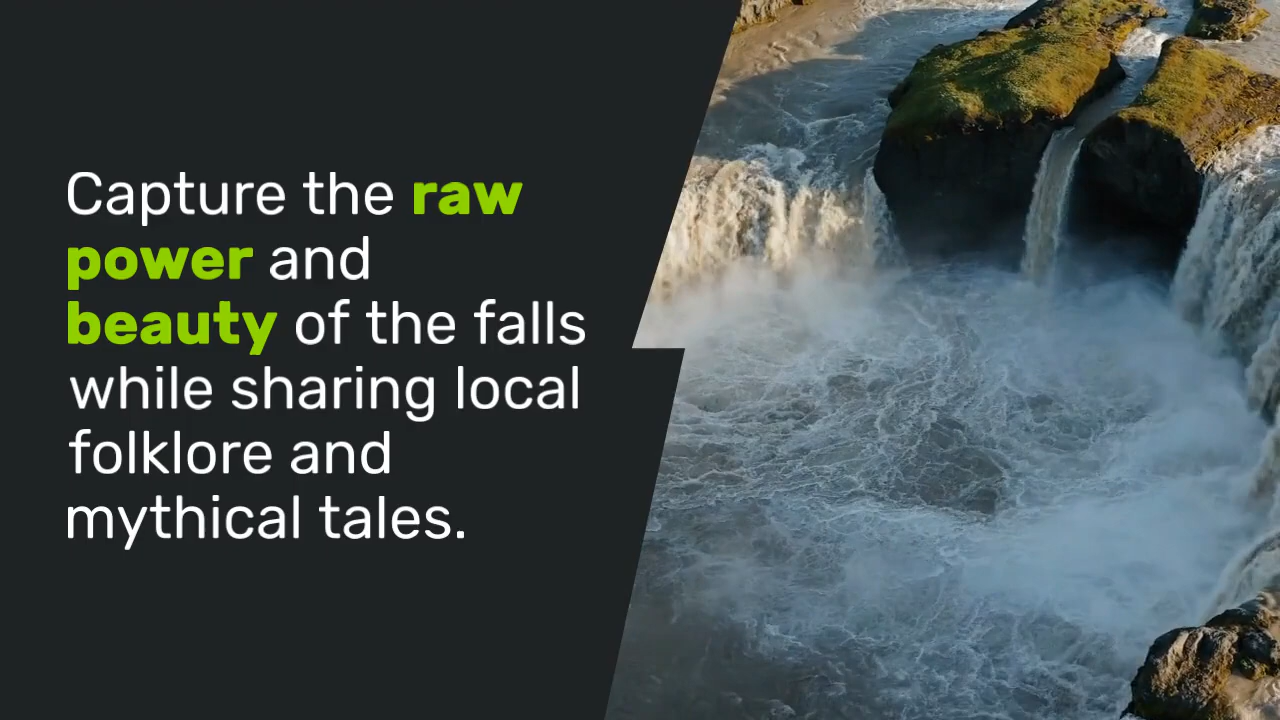 Capture the raw
power and
beauty of the falls
while sharing local
folklore and
mythical tales.